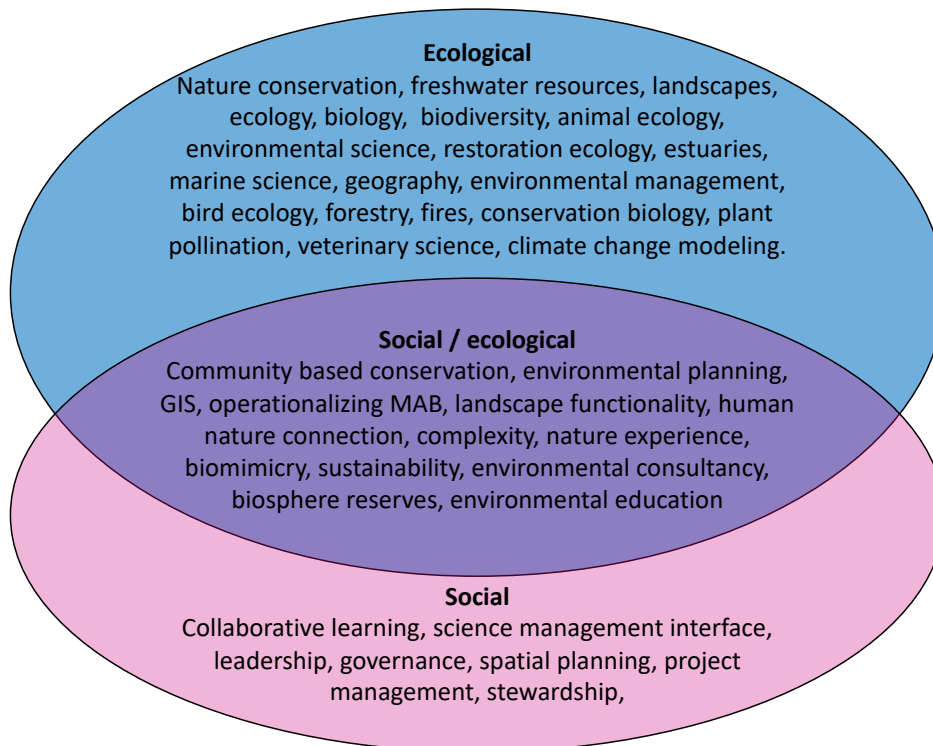 Ecological
Nature conservation, freshwater resources, landscapes,
ecology, biology,  biodiversity, animal ecology,
environmental science, restoration ecology, estuaries,
marine science, geography, environmental management,
bird ecology, forestry, fires, conservation biology, plant
pollination, veterinary science, climate change modeling.
Social / ecological
Community based conservation, environmental planning,
GIS, operationalizing MAB, landscape functionality, human
nature connection, complexity, nature experience,
biomimicry, sustainability, environmental consultancy,
biosphere reserves, environmental education
Social
Collaborative learning, science management interface,
leadership, governance, spatial planning, project
management, stewardship,